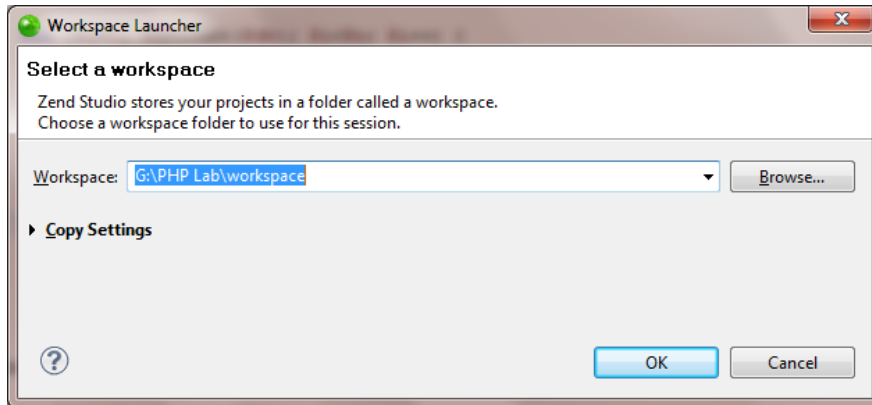 Workspace Launcher
Select a workspace
Zend Studio stores your projects in a folder called a workspace.
Choose a workspace folder to use for this session.
Workspace: G:\PHP Lab\workspace Browse...
Copy Settings
? OK Cancel